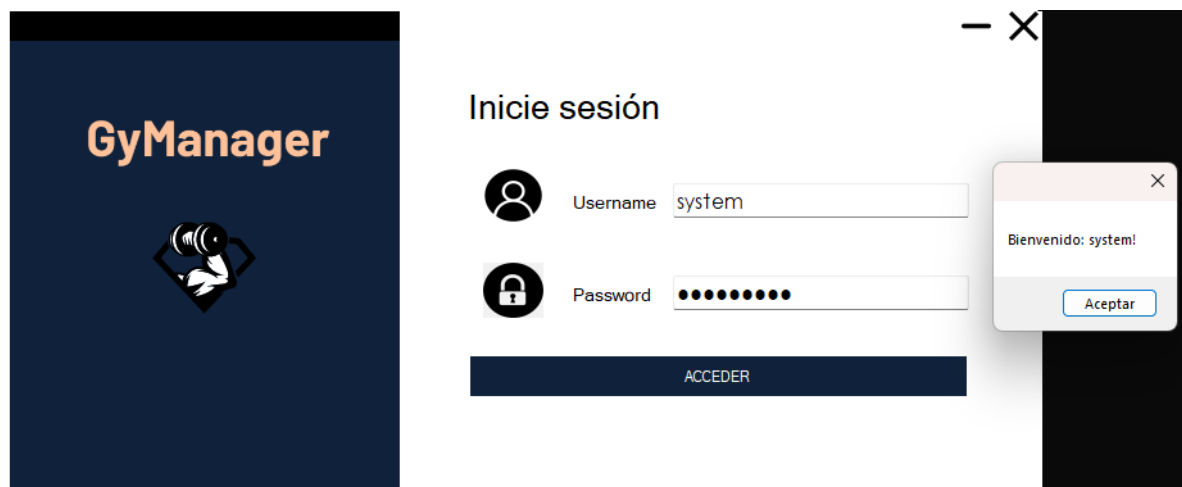 GyManager
Inicie sesión
Username system
Password ●●●●●●●●●
ACCEDER
Bienvenido: system!
Aceptar